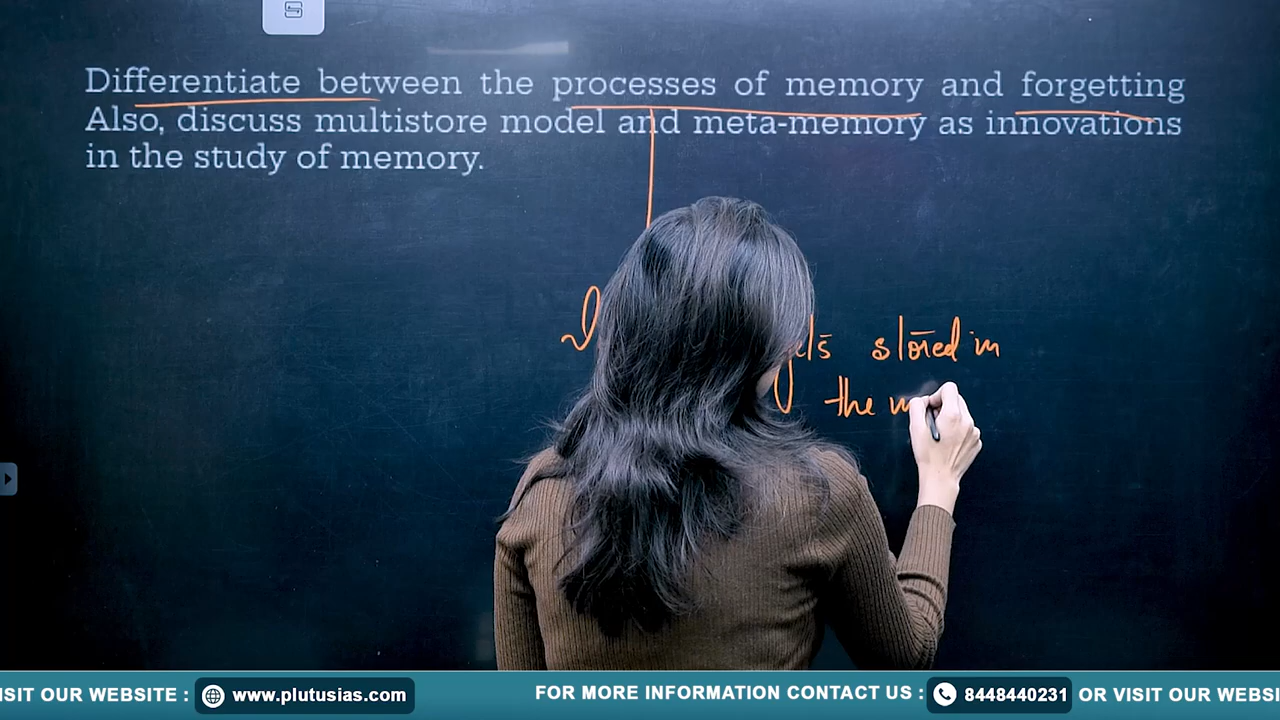 Differentiate between the processes of memory and forgetting
Also, discuss multistore model and meta-memory as innovations
in the study of memory.
stored in
the
ISIT OUR WEBSITE : www.plutusias.com FOR MORE INFORMATION CONTACT US : 8448440231 OR VISIT OUR WEBSI